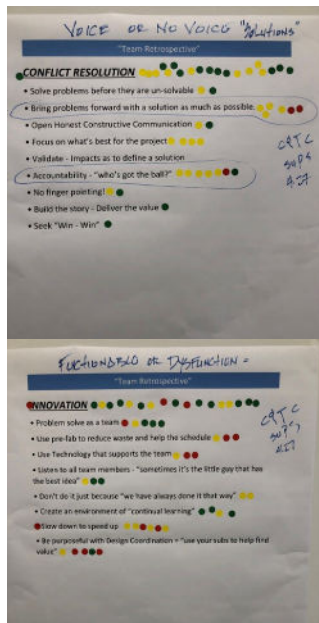 VOICE OR NO VOICE "SOLUTIONS"
"Team Retrospective"
CONFLICT RESOLUTION
• Solve problems before they are un-solvable
• Bring problems forward with a solution as much as possible.
• Open Honest Constructive Communication
• Focus on what's best for the project
• Validate - Impacts as to define a solution
• Accountability - "who's got the ball?"
• No finger pointing!
• Build the story - Deliver the value
• Seek "Win - Win"
OR DYSFUNCTION =
"Team Retrospective"
INNOVATION
• Problem solve as a team
• Use pre-fab to reduce waste and help the schedule
• Use Technology that supports the team
• Listen to all team members - "sometimes it's the little guy that has
the best idea"
• Don't do it just because "we have always done it that way"
• Create an environment of "continual learning"
Slow down to speed up
• Be purposeful with Design Coordination - "use your subs to help find
value"